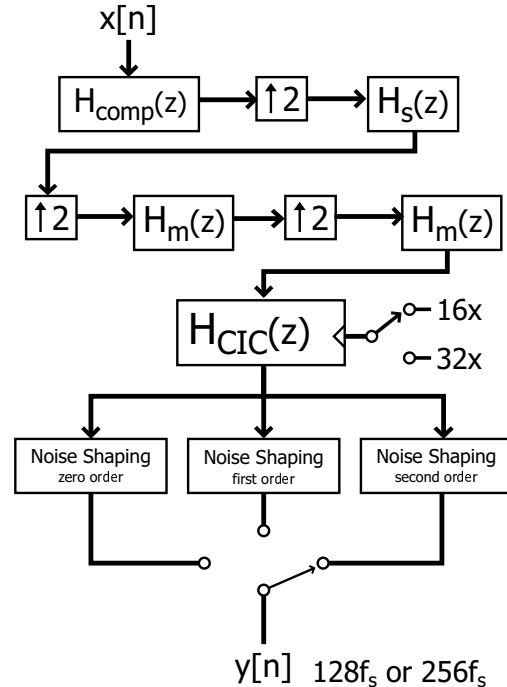 x[n]
H_comp(z)
↑2
H_s(z)
↑2
H_m(z)
↑2
H_m(z)
H_CIC(z)
16x
32x
Noise Shaping
zero order
Noise Shaping
first order
Noise Shaping
second order
y[n] 128f_s or 256f_s